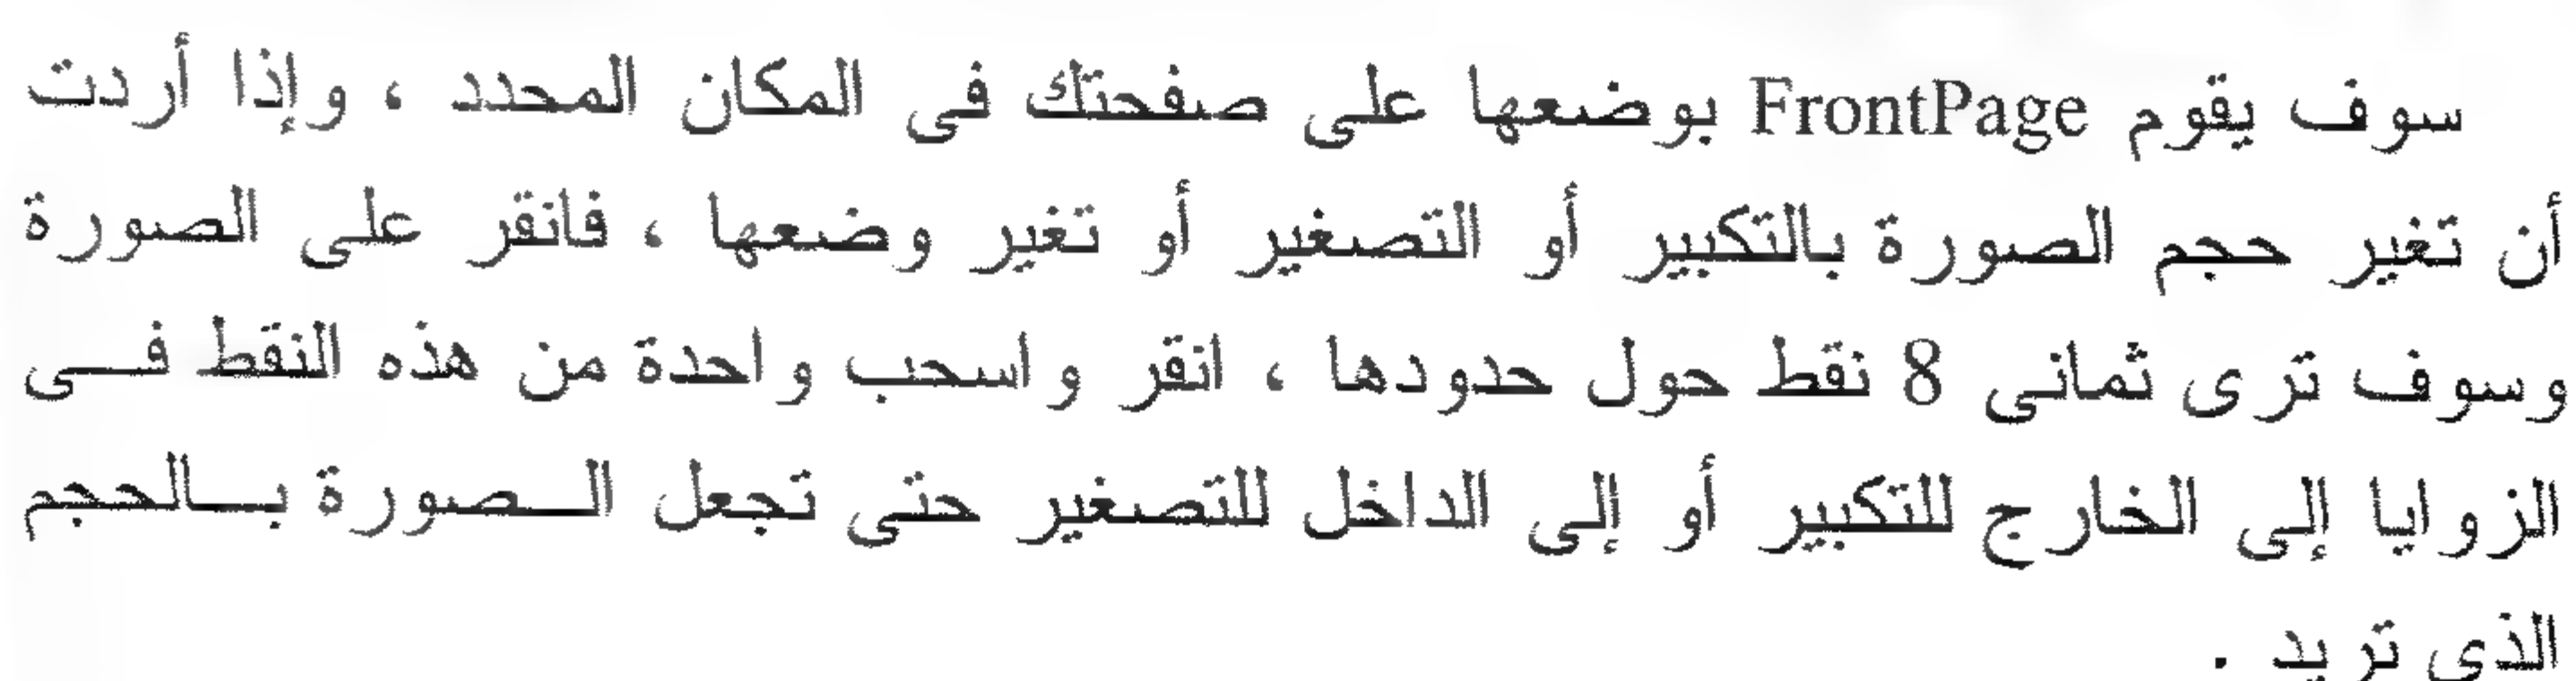 سوف يقوم FrontPage بوضعها على صفحتك فى المكان المحدد ، وإذا أردت
أن تغير حجم الصورة بالتكبير أو التصغير أو تغير وضعها ، فانقر على الصورة
وسوف ترى ثمانى 8 نقط حول حدودها ، انقر واسحب واحدة من هذه النقط فى
الزوايا إلى الخارج للتكبير أو إلى الداخل للتصغير حتى تجعل الصورة بالحجم
الذى تريد .